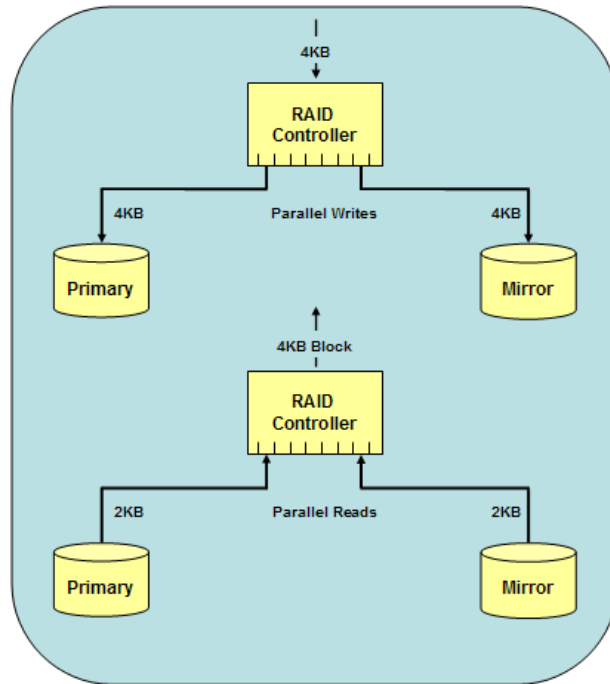 4KB
RAID
Controller
4KB
Parallel Writes
4KB
Primary
Mirror
4KB Block
RAID
Controller
2KB
Parallel Reads
2KB
Primary
Mirror